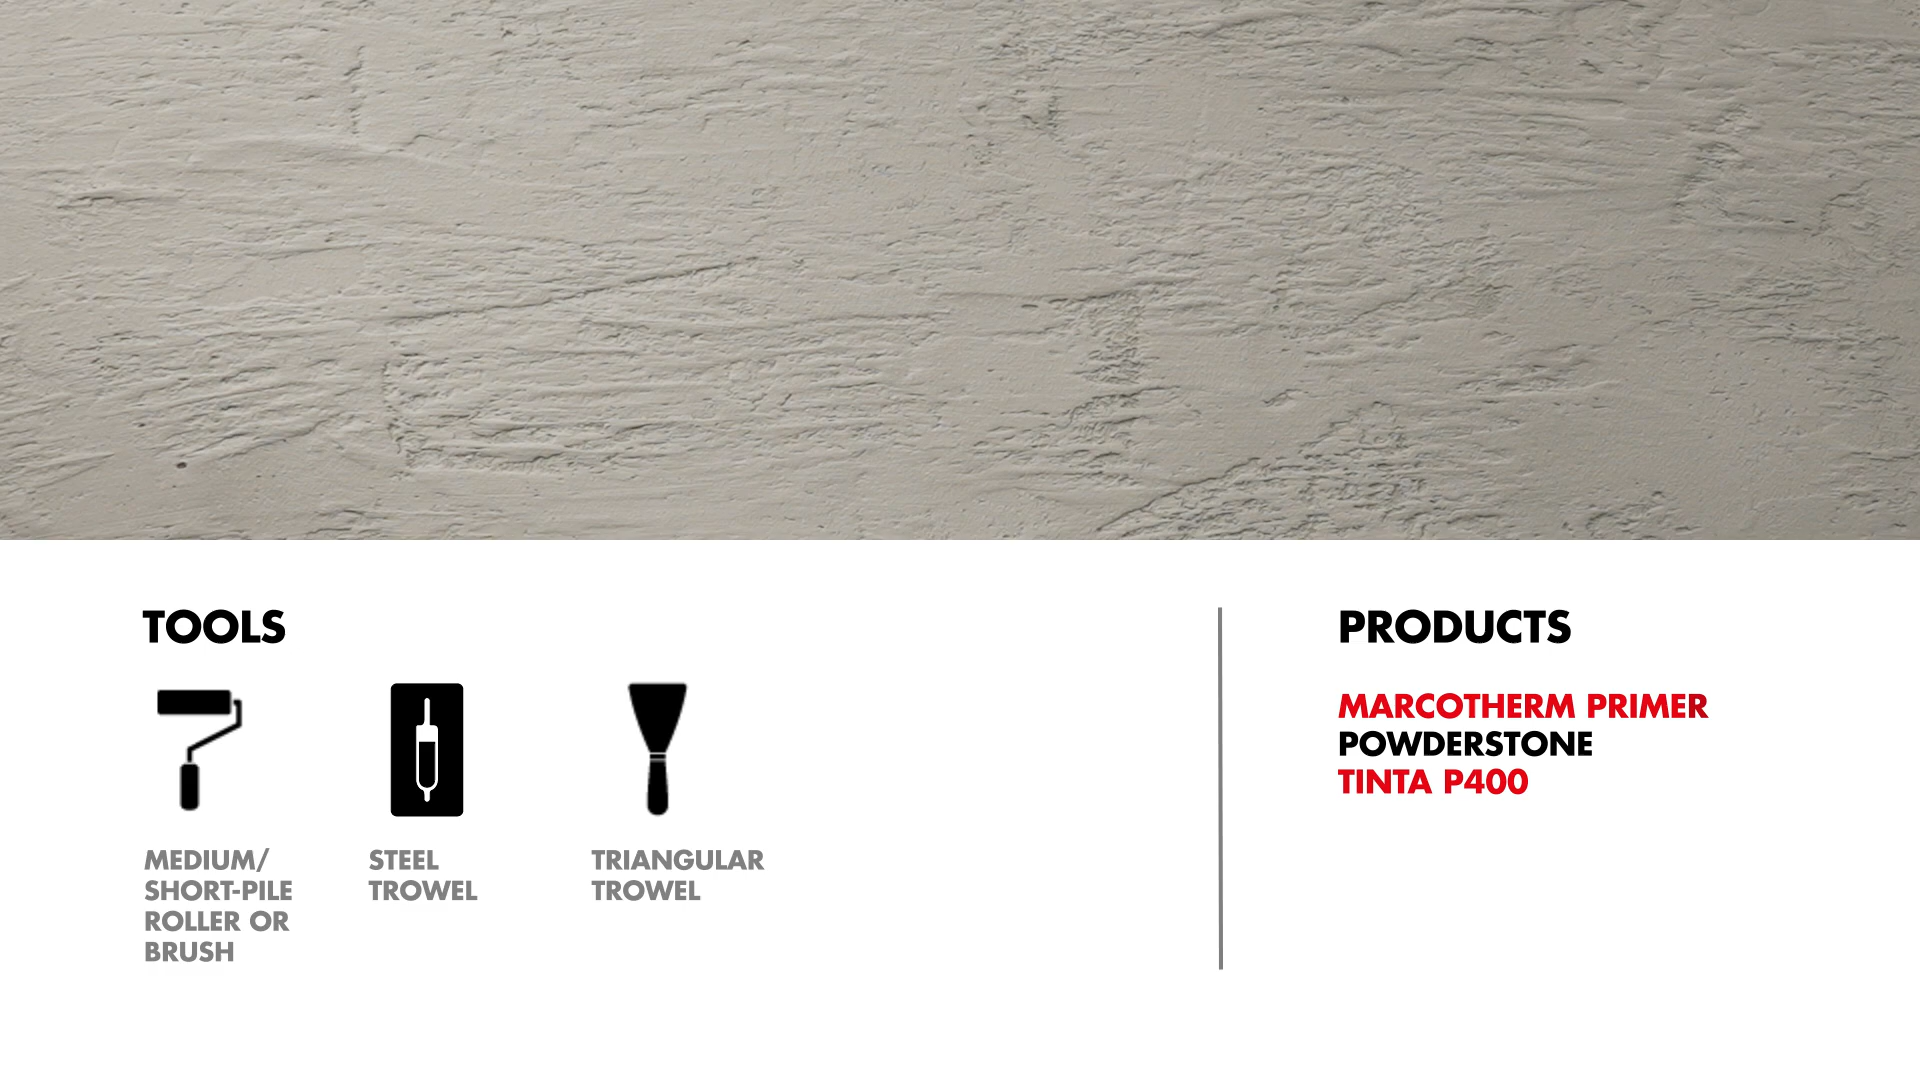 TOOLS
MEDIUM/
SHORT-PILE
ROLLER OR
BRUSH
STEEL
TROWEL
TRIANGULAR
TROWEL
PRODUCTS
MARCOTHERM PRIMER
POWDERSTONE
TINTA P400